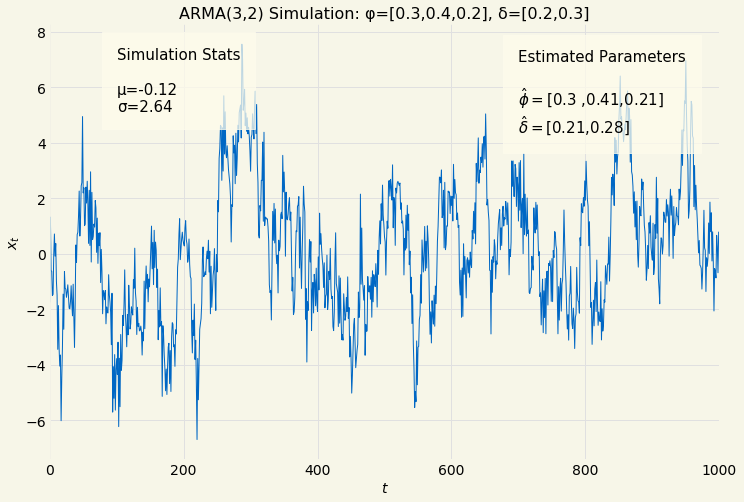 ARMA(3,2) Simulation: φ=[0.3,0.4,0.2], δ=[0.2,0.3]
8
6
4
2
0
−2
−4
−6
x_t
Simulation Stats
μ=-0.12
σ=2.64
Estimated Parameters
ϕ̂ = [0.3 ,0.41,0.21]
δ̂ = [0.21,0.28]
0 200 400 600 800 1000
t